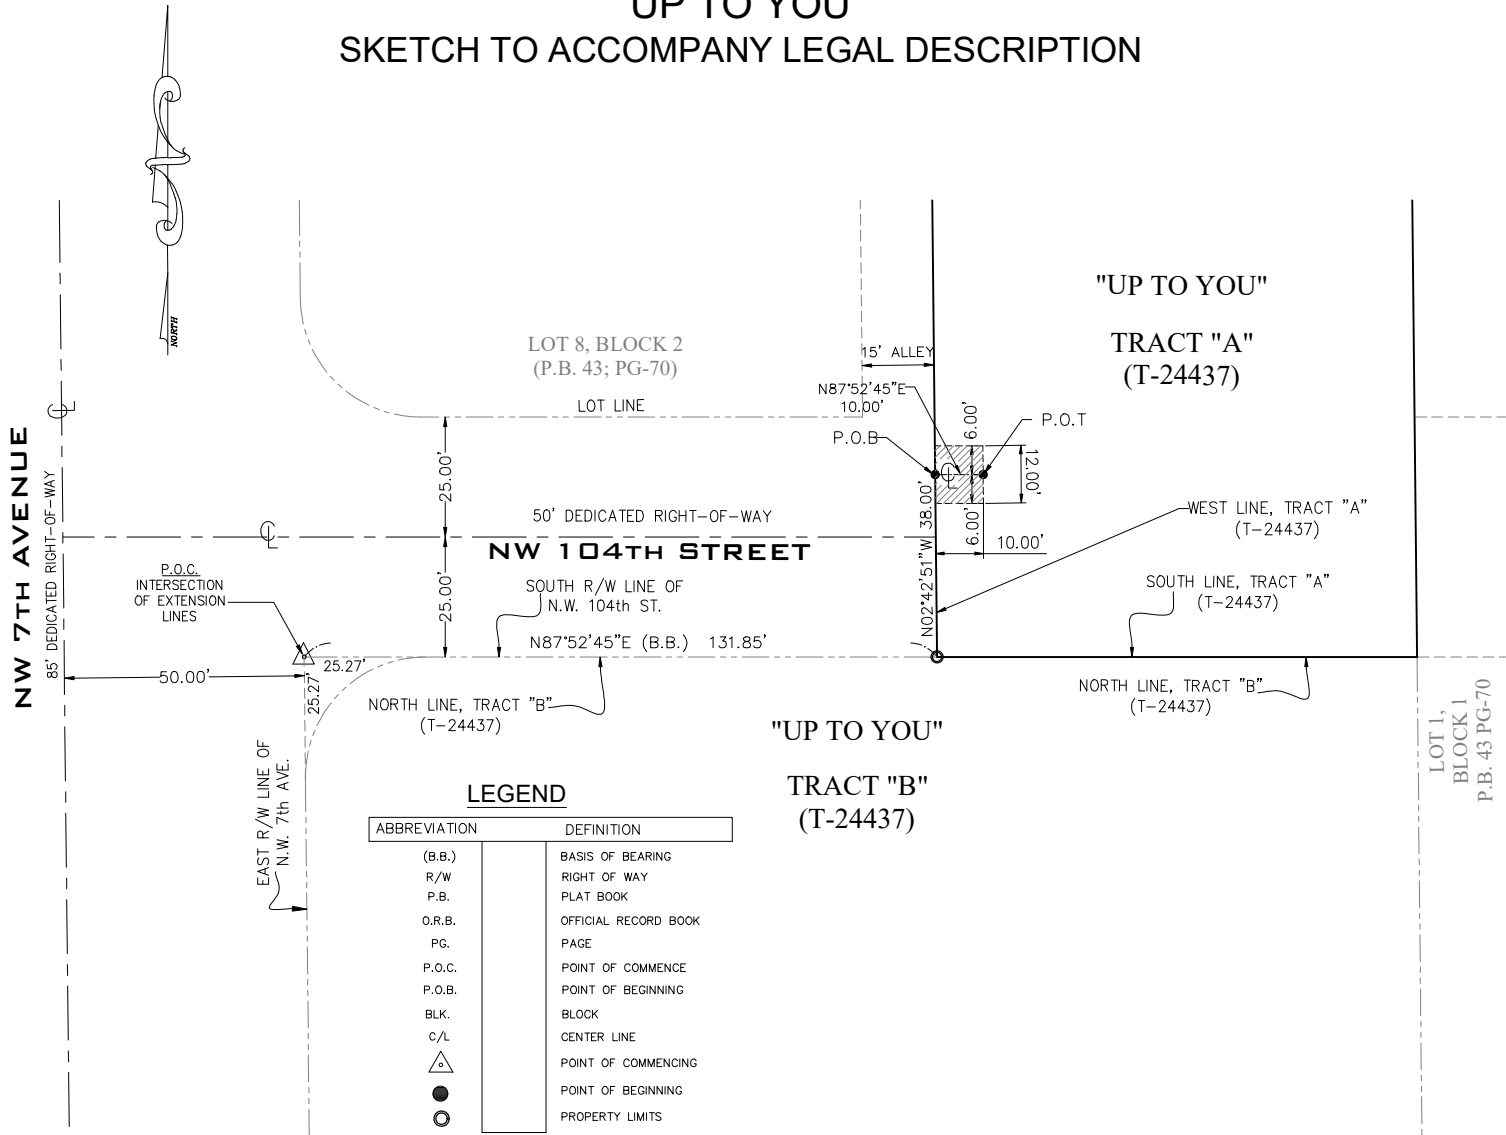 UP TO YOU
SKETCH TO ACCOMPANY LEGAL DESCRIPTION
NORTH
"UP TO YOU"
TRACT "A"
(T-24437)
LOT 8, BLOCK 2
(P.B. 43; PG-70)
LOT LINE
15' ALLEY
N87°52'45"E
10.00'
P.O.B
P.O.T
6.00'
12.00'
6.00'
10.00'
N02°42'51"W 38.00'
WEST LINE, TRACT "A"
(T-24437)
SOUTH LINE, TRACT "A"
(T-24437)
25.00'
25.00'
50' DEDICATED RIGHT-OF-WAY
NW 104TH STREET
SOUTH R/W LINE OF
N.W. 104th ST.
N87°52'45"E (B.B.) 131.85'
NW 7TH AVENUE
85' DEDICATED RIGHT-OF-WAY
P.O.C.
INTERSECTION
OF EXTENSION
LINES
50.00'
25.27'
25.27'
NORTH LINE, TRACT "B"
(T-24437)
NORTH LINE, TRACT "B"
(T-24437)
"UP TO YOU"
TRACT "B"
(T-24437)
LOT 1,
BLOCK 1
P.B. 43 PG-70
EAST R/W LINE OF
N.W. 7th AVE.
LEGEND
ABBREVIATION DEFINITION
(B.B.) BASIS OF BEARING
R/W RIGHT OF WAY
P.B. PLAT BOOK
O.R.B. OFFICIAL RECORD BOOK
PG. PAGE
P.O.C. POINT OF COMMENCE
P.O.B. POINT OF BEGINNING
BLK. BLOCK
C/L CENTER LINE
POINT OF COMMENCING
POINT OF BEGINNING
PROPERTY LIMITS